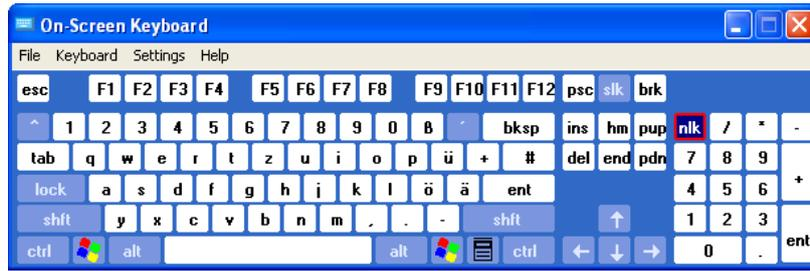 On-Screen Keyboard
File Keyboard Settings Help
esc F1 F2 F3 F4 F5 F6 F7 F8 F9 F10 F11 F12 psc slk brk
^ 1 2 3 4 5 6 7 8 9 0 ß ´ bksp ins hm pup nlk / * -
tab q w e r t z u i o p ü + # del end pdn 7 8 9 +
lock a s d f g h j k l ö ä ent 4 5 6
shft y x c v b n m , . - shft ↑ 1 2 3 ent
ctrl alt alt ctrl ← ↓ → 0 .